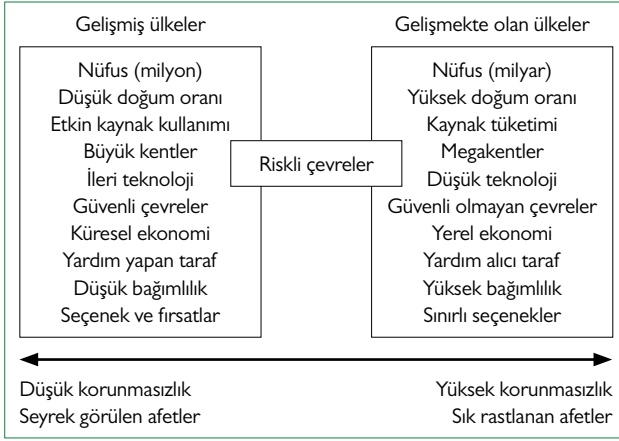 Gelişmiş ülkeler
Nüfus (milyon)
Düşük doğum oranı
Etkin kaynak kullanımı
Büyük kentler
İleri teknoloji
Güvenli çevreler
Küresel ekonomi
Yardım yapan taraf
Düşük bağımlılık
Seçenek ve fırsatlar
Riskli çevreler
Gelişmekte olan ülkeler
Nüfus (milyar)
Yüksek doğum oranı
Kaynak tüketimi
Megakentler
Düşük teknoloji
Güvenli olmayan çevreler
Yerel ekonomi
Yardım alıcı taraf
Yüksek bağımlılık
Sınırlı seçenekler
Düşük korunmasızlık
Seyrek görülen afetler
Yüksek korunmasızlık
Sık rastlanan afetler